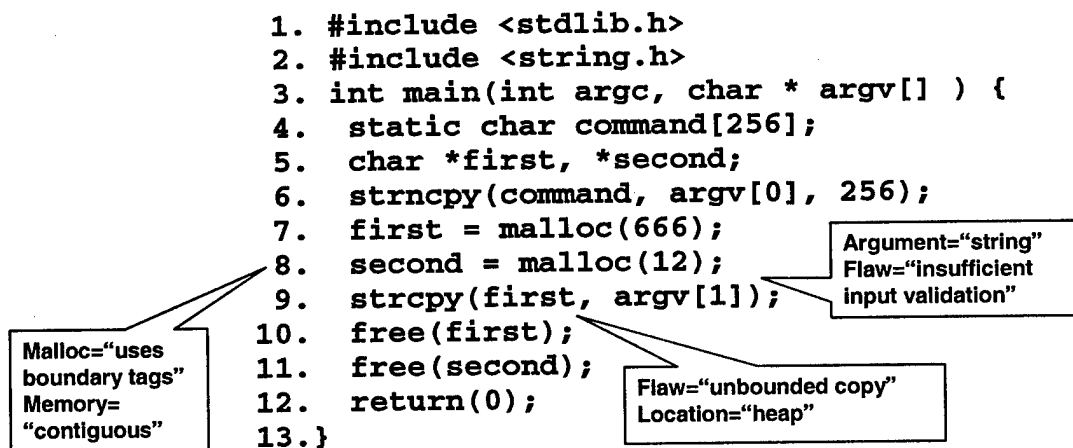 1. #include <stdlib.h>
2. #include <string.h>
3. int main(int argc, char * argv[] ) {
4. static char command[256];
5. char *first, *second;
6. strncpy(command, argv[0], 256);
7. first = malloc(666);
8. second = malloc(12);
9. strcpy(first, argv[1]);
10. free(first);
11. free(second);
12. return(0);
13.}
Argument="string"
Flaw="insufficient
input validation"
Malloc="uses
boundary tags"
Memory=
"contiguous"
Flaw="unbounded copy"
Location="heap"